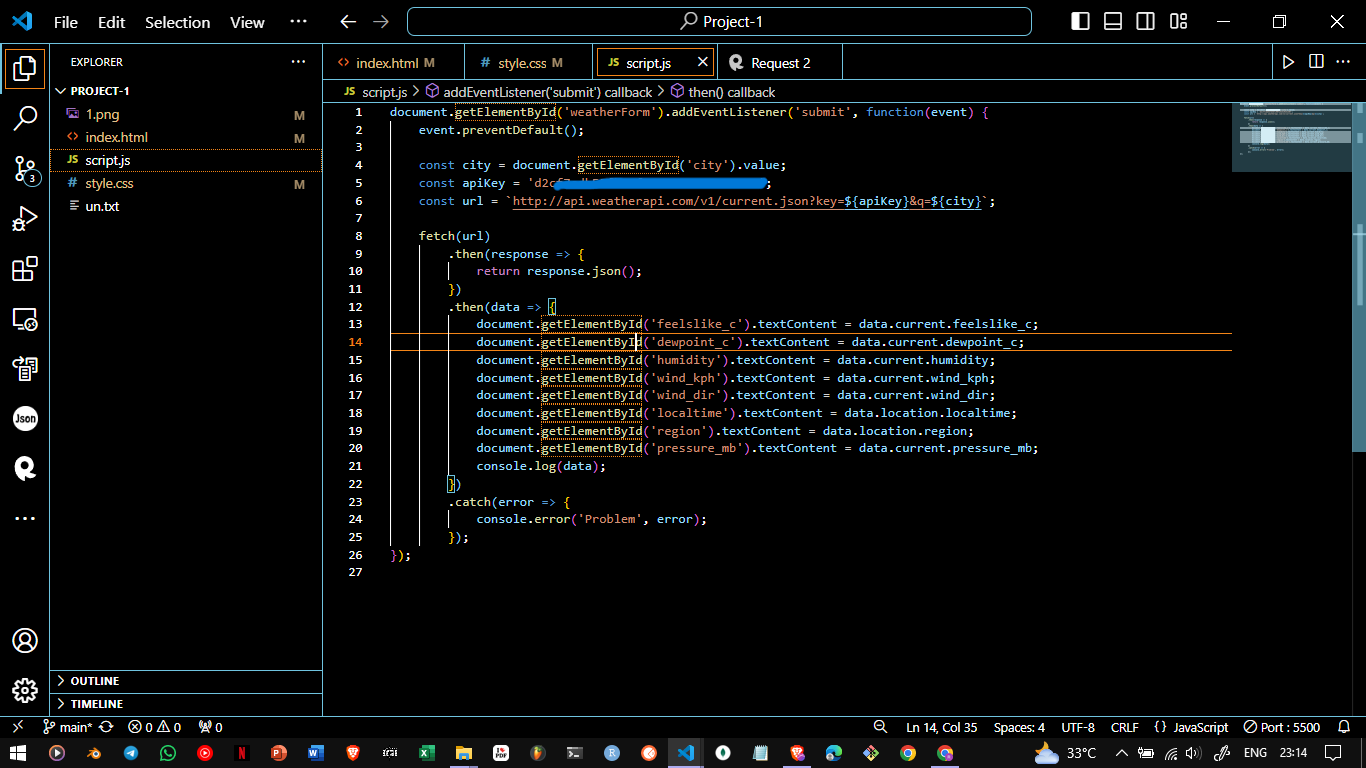 File Edit Selection View ··· Project-1
EXPLORER ···
PROJECT-1
1.png M
index.html M
JS script.js
# style.css M
un.txt
3
Json
OUTLINE
TIMELINE
<> index.html M # style.css M JS script.js Request 2
JS script.js > addEventListener('submit') callback > then() callback
1 document.getElementById('weatherForm').addEventListener('submit', function(event) {
2     event.preventDefault();
3
4     const city = document.getElementById('city').value;
5     const apiKey = 'd2cf ;
6     const url = `http://api.weatherapi.com/v1/current.json?key=${apiKey}&q=${city}`;
7
8     fetch(url)
9         .then(response => {
10             return response.json();
11         })
12         .then(data => {
13             document.getElementById('feelslike_c').textContent = data.current.feelslike_c;
14             document.getElementById('dewpoint_c').textContent = data.current.dewpoint_c;
15             document.getElementById('humidity').textContent = data.current.humidity;
16             document.getElementById('wind_kph').textContent = data.current.wind_kph;
17             document.getElementById('wind_dir').textContent = data.current.wind_dir;
18             document.getElementById('localtime').textContent = data.location.localtime;
19             document.getElementById('region').textContent = data.location.region;
20             document.getElementById('pressure_mb').textContent = data.current.pressure_mb;
21             console.log(data);
22         })
23         .catch(error => {
24             console.error('Problem', error);
25         });
26 });
27
main* 0 0 0 Ln 14, Col 35 Spaces: 4 UTF-8 CRLF {} JavaScript Port : 5500
33°C ENG 23:14